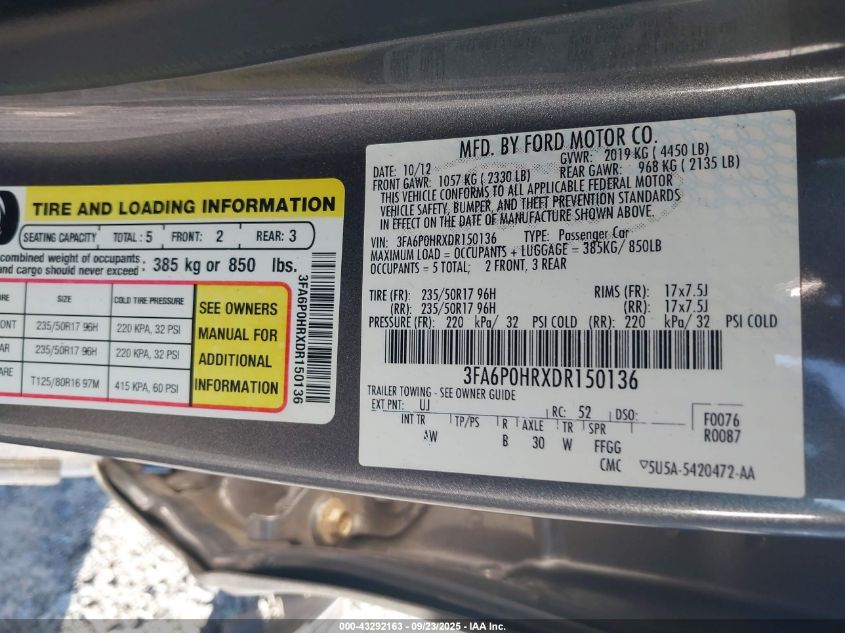 TIRE AND LOADING INFORMATION
SEATING CAPACITY TOTAL : 5 FRONT: 2 REAR: 3
combined weight of occupants
and cargo should never exceed : 385 kg or 850 lbs.
SIZE COLD TIRE PRESSURE
235/50R17 96H 220 KPA, 32 PSI
235/50R17 96H 220 KPA, 32 PSI
T125/80R16 97M 415 KPA, 60 PSI
SEE OWNERS
MANUAL FOR
ADDITIONAL
INFORMATION
3FA6P0HRXDR150136
MFD. BY FORD MOTOR CO.
DATE: 10/12 GVWR: 2019 KG ( 4450 LB)
FRONT GAWR: 1057 KG ( 2330 LB) REAR GAWR: 968 KG ( 2135 LB)
THIS VEHICLE CONFORMS TO ALL APPLICABLE FEDERAL MOTOR
VEHICLE SAFETY, BUMPER, AND THEFT PREVENTION STANDARDS
IN EFFECT ON THE DATE OF MANUFACTURE SHOWN ABOVE.
VIN: 3FA6P0HRXDR150136 TYPE: Passenger Car
MAXIMUM LOAD = OCCUPANTS + LUGGAGE = 385KG/ 850LB
OCCUPANTS = 5 TOTAL; 2 FRONT, 3 REAR
TIRE (FR): 235/50R17 96H RIMS (FR): 17x7.5J
(RR): 235/50R17 96H (RR): 17x7.5J
PRESSURE (FR): 220 kPa/ 32 PSI COLD (RR): 220 kPa/ 32 PSI COLD
3FA6P0HRXDR150136
TRAILER TOWING - SEE OWNER GUIDE
EXT PNT: UJ RC: 52 DSO: F0076
INT TR TP/PS R AXLE TR SPR R0087
AW B 30 W FFGG
CMC 5U5A-5420472-AA
000-43292163 - 09/23/2025 - IAA Inc.